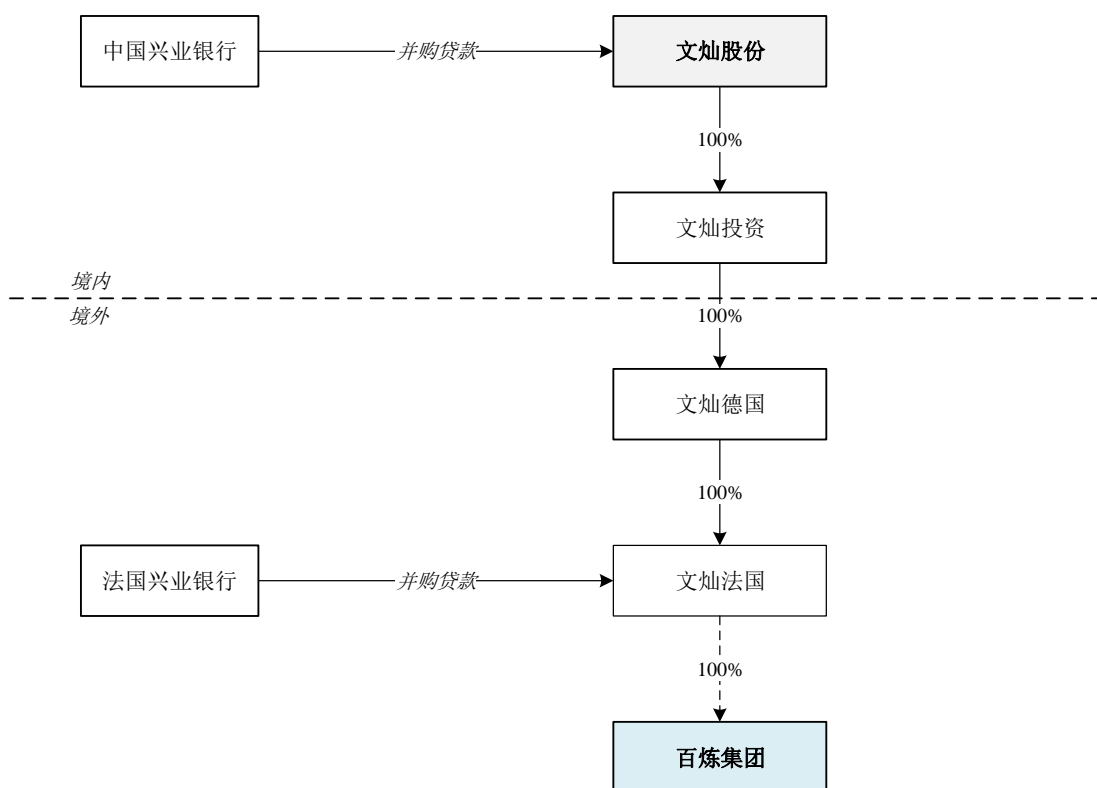 中国兴业银行
并购贷款
文灿股份
100%
文灿投资
境内
境外
100%
文灿德国
100%
法国兴业银行
并购贷款
文灿法国
100%
百炼集团